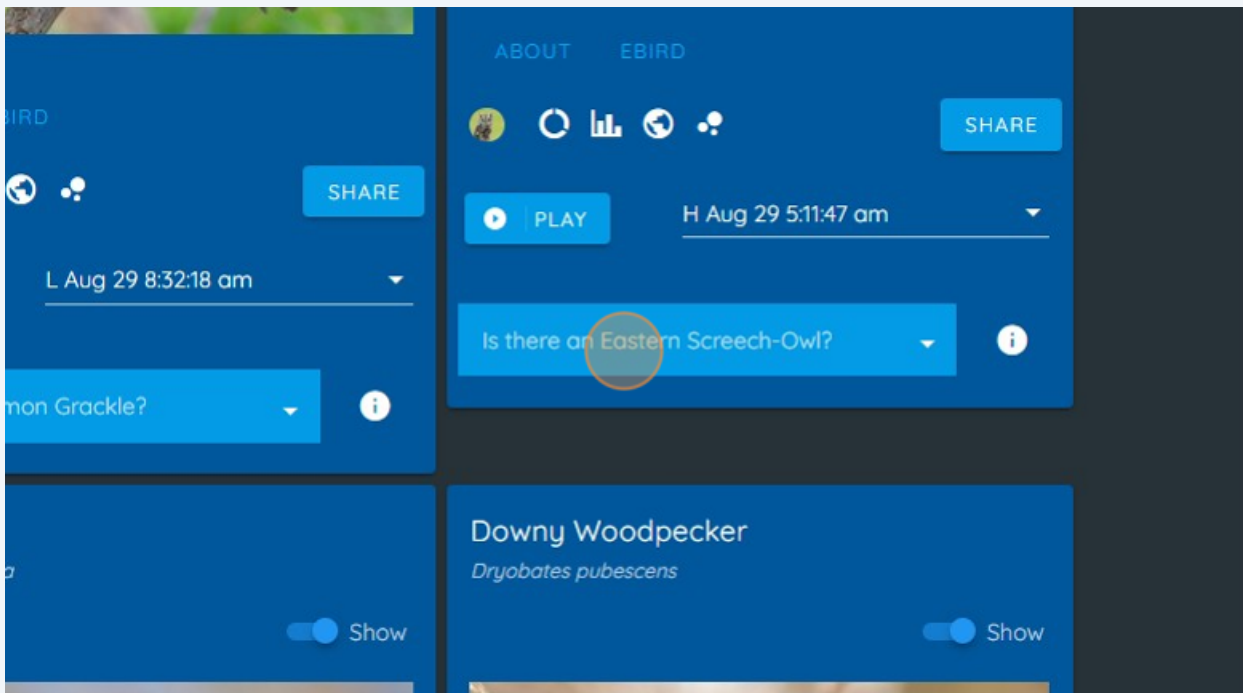 ABOUT EBIRD
BIRD
SHARE
SHARE
PLAY
H Aug 29 5:11:47 am
L Aug 29 8:32:18 am
Is there an Eastern Screech-Owl?
mon Grackle?
Downy Woodpecker
Dryobates pubescens
a
Show
Show